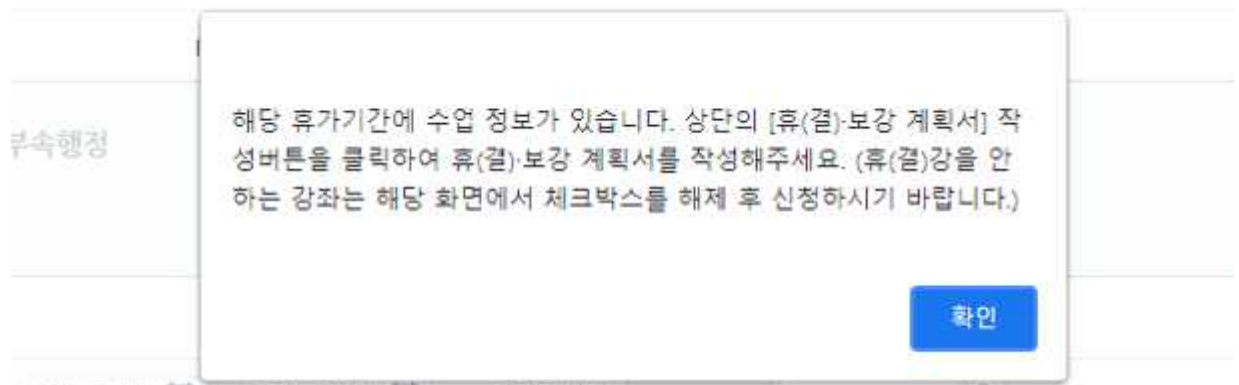 해당 휴가기간에 수업 정보가 있습니다. 상단의 [휴(결)·보강 계획서] 작
성버튼을 클릭하여 휴(결)·보강 계획서를 작성해주세요. (휴(결)강을 안
하는 강좌는 해당 화면에서 체크박스를 해제 후 신청하시기 바랍니다.)
부속행정
확인